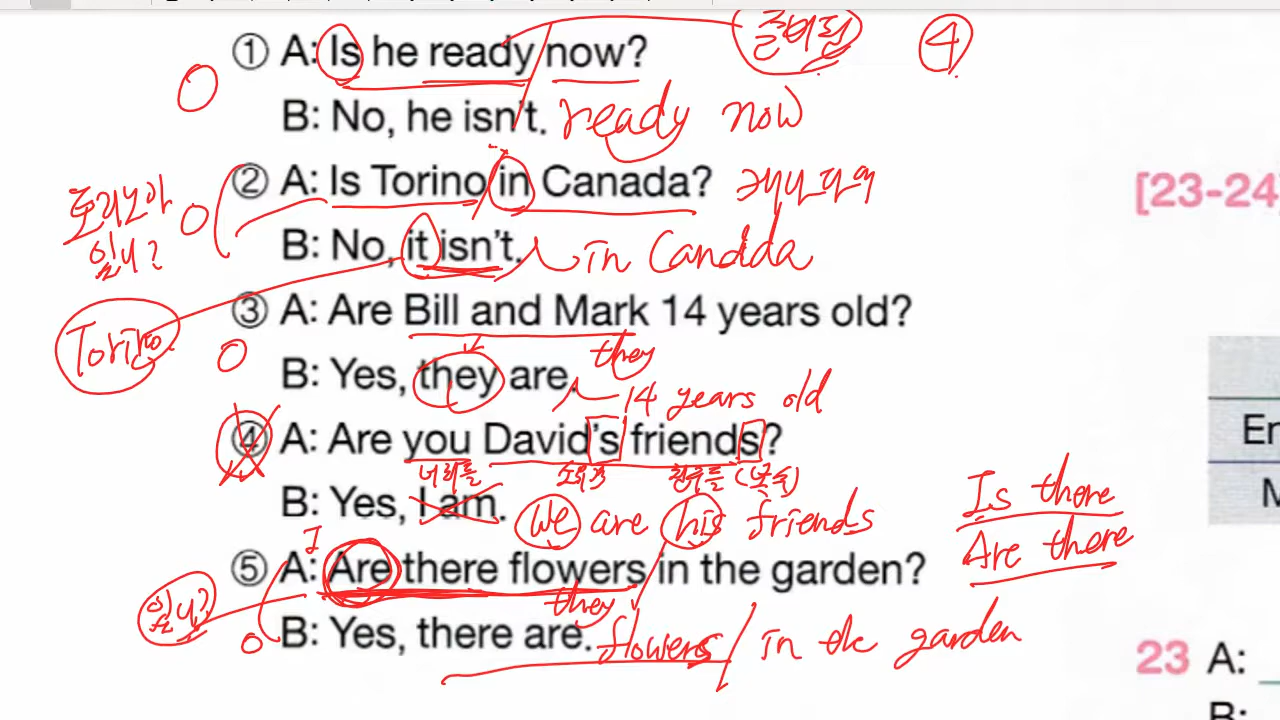 준비된 ④
① A: Is he ready now?
B: No, he isn't. ready now
② A: Is Torino in Canada? 캐나다에
토리노가
있니?
B: No, it isn't. in Candda
[23-24
Torino
③ A: Are Bill and Mark 14 years old?
they
B: Yes, they are. 14 years old
④ A: Are you David's friends?
너희들 소유격 친구들 (복수)
B: Yes, I am. We are his friends
Is there
Are there
En
M
⑤ A: Are there flowers in the garden?
있니?
they
B: Yes, there are. flowers / in the garden
23 A:
B: